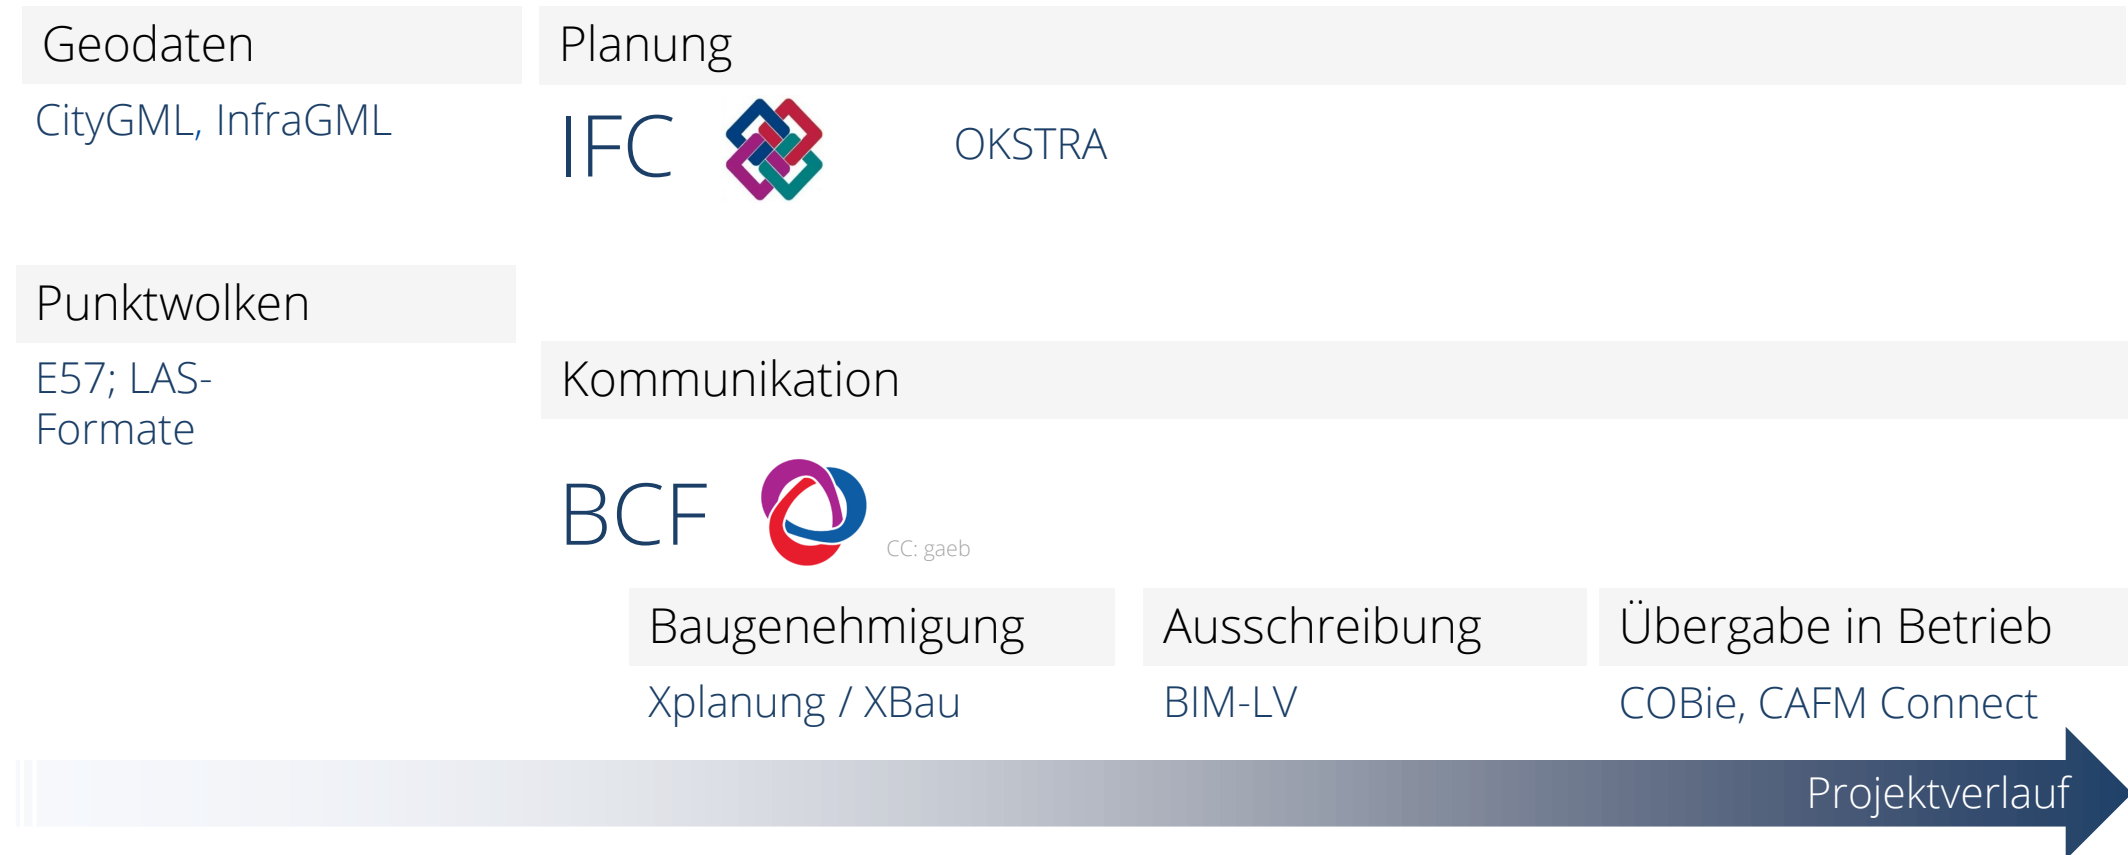 Geodaten
CityGML, InfraGML
Punktwolken
E57; LAS-
Formate
Planung
IFC
OKSTRA
Kommunikation
BCF
CC: gaeb
Baugenehmigung
Xplanung / XBau
Ausschreibung
BIM-LV
Übergabe in Betrieb
COBie, CAFM Connect
Projektverlauf